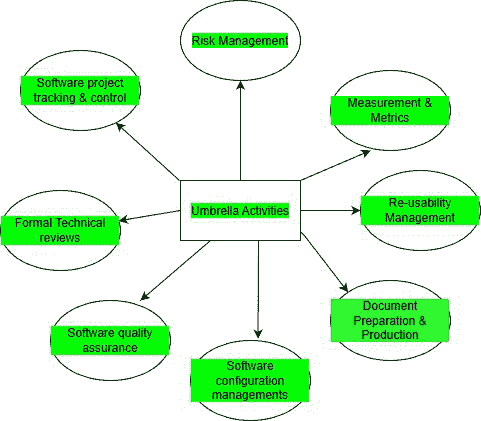 Risk Management
Software project
tracking & control
Measurement &
Metrics
Umbrella Activities
Re-usability
Management
Formal Technical
reviews
Document
Preparation &
Production
Software quality
assurance
Software
configuration
managements